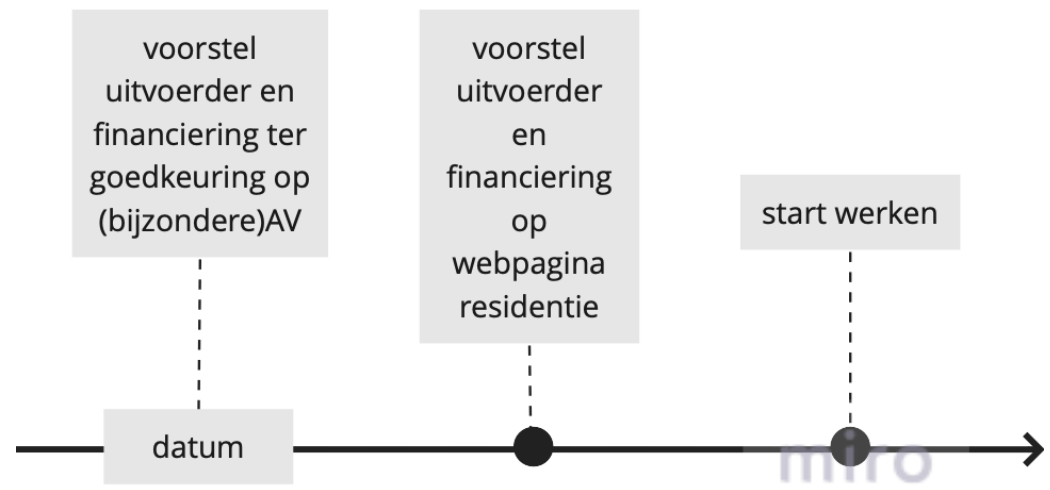 voorstel
uitvoerder en
financiering ter
goedkeuring op
(bijzondere)AV
voorstel
uitvoerder
en
financiering
op
webpagina
residentie
start werken
datum
miro